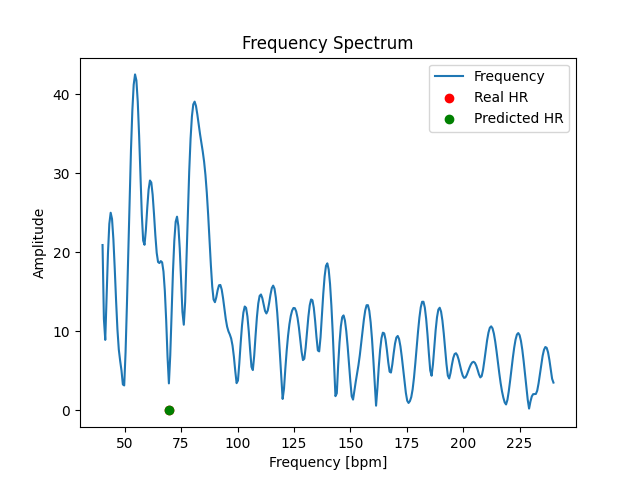 Frequency Spectrum
Frequency
Real HR
Predicted HR
Amplitude
40
30
20
10
0
50 75 100 125 150 175 200 225
Frequency [bpm]